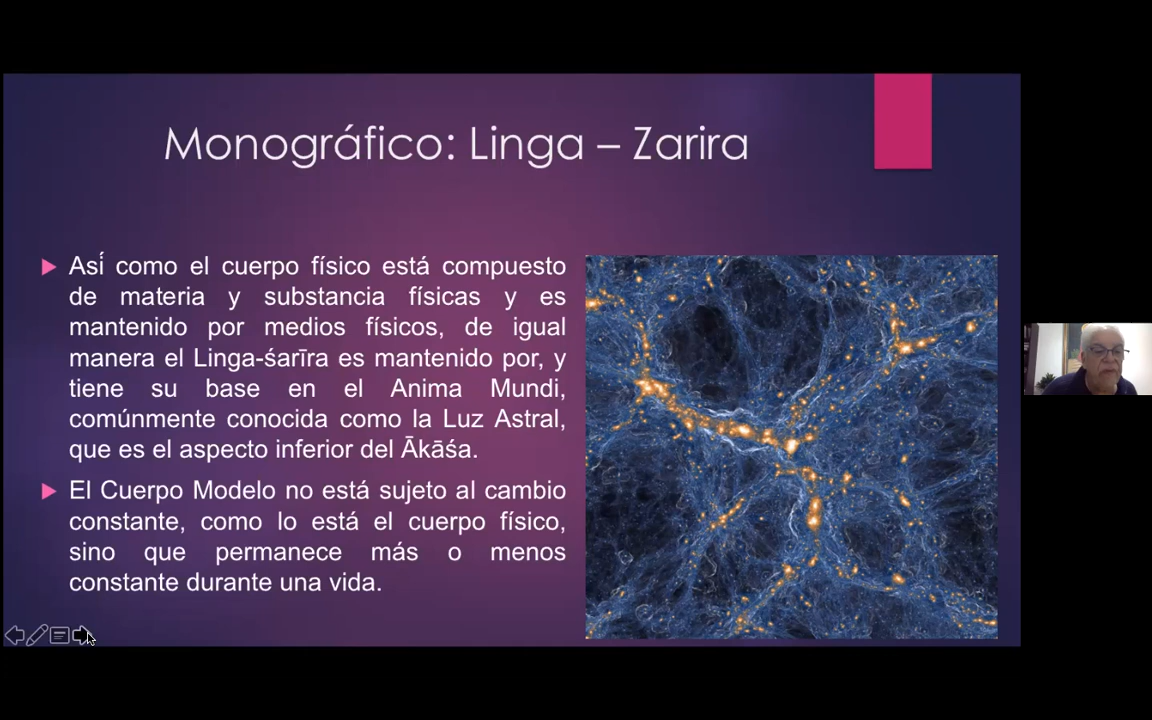 Monográfico: Linga – Zarira
Así como el cuerpo físico está compuesto
de materia y substancia físicas y es
mantenido por medios físicos, de igual
manera el Linga-śarīra es mantenido por, y
tiene su base en el Anima Mundi,
comúnmente conocida como la Luz Astral,
que es el aspecto inferior del Ākāśa.
El Cuerpo Modelo no está sujeto al cambio
constante, como lo está el cuerpo físico,
sino que permanece más o menos
constante durante una vida.